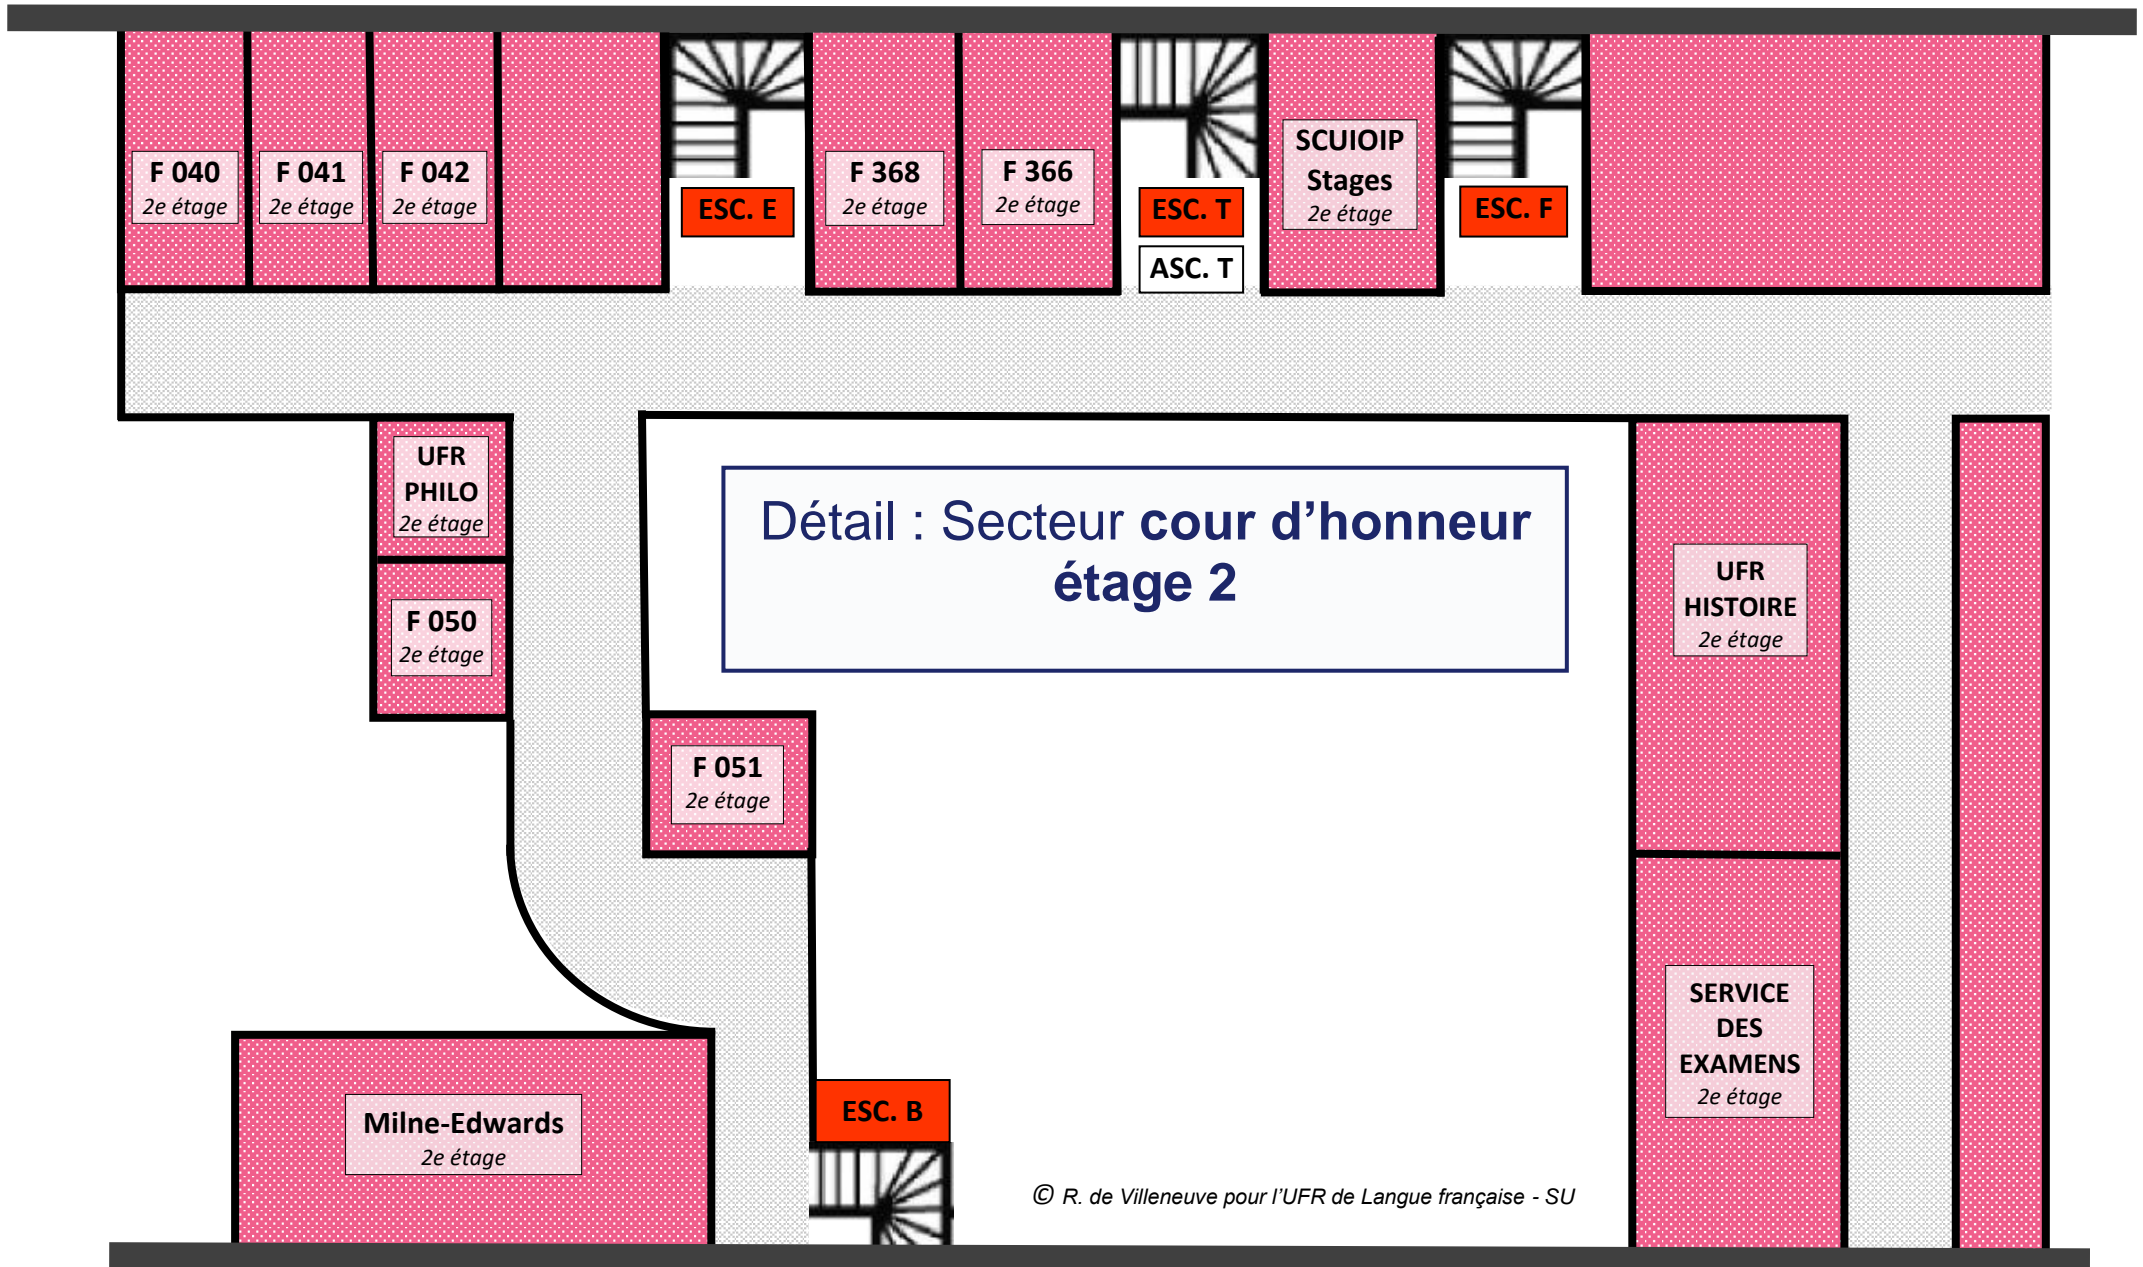 F 040
2e étage
F 041
2e étage
F 042
2e étage
ESC. E
F 368
2e étage
F 366
2e étage
ESC. T
ASC. T
SCUIOIP
Stages
2e étage
ESC. F
UFR
PHILO
2e étage
F 050
2e étage
Détail : Secteur cour d'honneur
étage 2
UFR
HISTOIRE
2e étage
F 051
2e étage
SERVICE
DES
EXAMENS
2e étage
Milne-Edwards
2e étage
ESC. B
© R. de Villeneuve pour l’UFR de Langue française - SU